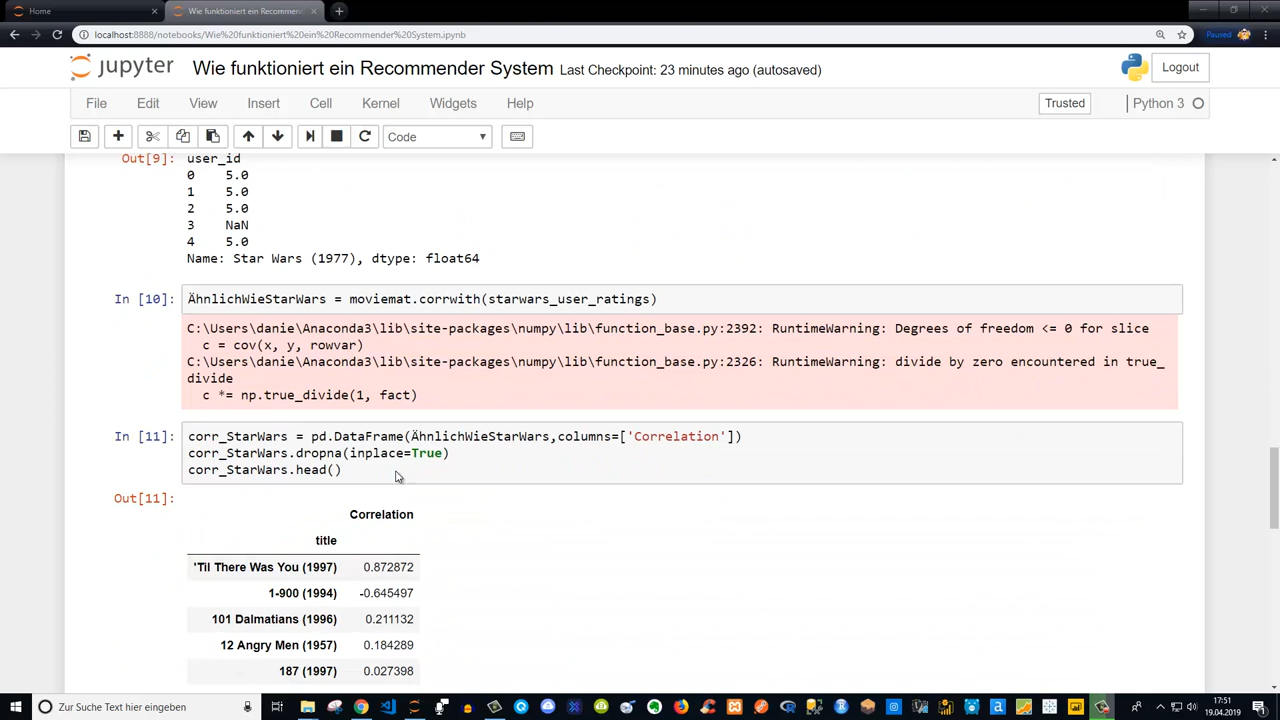 Home
Wie funktioniert ein Recommend
localhost:8888/notebooks/Wie%20funktioniert%20ein%20Recommender%20System.ipynb
Paused
jupyter Wie funktioniert ein Recommender System Last Checkpoint: 23 minutes ago (autosaved)
Logout
File Edit View Insert Cell Kernel Widgets Help
Trusted
Python 3
Code
Out[9]: user_id
0 5.0
1 5.0
2 5.0
3 NaN
4 5.0
Name: Star Wars (1977), dtype: float64
In [10]: ÄhnlichWieStarWars = moviemat.corrwith(starwars_user_ratings)
C:\Users\danie\Anaconda3\lib\site-packages\numpy\lib\function_base.py:2392: RuntimeWarning: Degrees of freedom <= 0 for slice
c = cov(x, y, rowvar)
C:\Users\danie\Anaconda3\lib\site-packages\numpy\lib\function_base.py:2326: RuntimeWarning: divide by zero encountered in true_
divide
c *= np.true_divide(1, fact)
In [11]: corr_StarWars = pd.DataFrame(ÄhnlichWieStarWars,columns=['Correlation'])
corr_StarWars.dropna(inplace=True)
corr_StarWars.head()
Out[11]:
Correlation
title
'Til There Was You (1997) 0.872872
1-900 (1994) -0.645497
101 Dalmatians (1996) 0.211132
12 Angry Men (1957) 0.184289
187 (1997) 0.027398
Zur Suche Text hier eingeben
17:51
19.04.2019